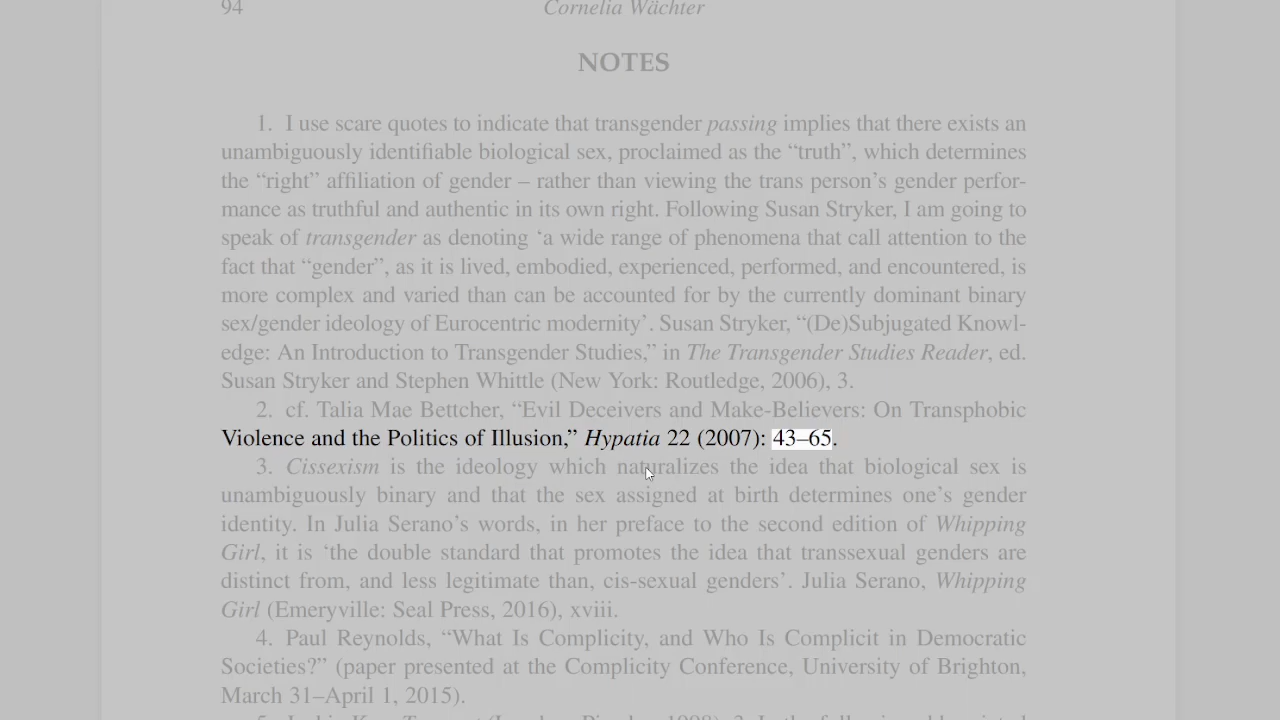 94
Cornelia Wächter
NOTES
1. I use scare quotes to indicate that transgender passing implies that there exists an
unambiguously identifiable biological sex, proclaimed as the “truth”, which determines
the “right” affiliation of gender – rather than viewing the trans person’s gender perfor-
mance as truthful and authentic in its own right. Following Susan Stryker, I am going to
speak of transgender as denoting ‘a wide range of phenomena that call attention to the
fact that “gender”, as it is lived, embodied, experienced, performed, and encountered, is
more complex and varied than can be accounted for by the currently dominant binary
sex/gender ideology of Eurocentric modernity’. Susan Stryker, “(De)Subjugated Knowl-
edge: An Introduction to Transgender Studies,” in The Transgender Studies Reader, ed.
Susan Stryker and Stephen Whittle (New York: Routledge, 2006), 3.
2. cf. Talia Mae Bettcher, “Evil Deceivers and Make-Believers: On Transphobic
Violence and the Politics of Illusion,” Hypatia 22 (2007): 43–65.
3. Cissexism is the ideology which naturalizes the idea that biological sex is
unambiguously binary and that the sex assigned at birth determines one’s gender
identity. In Julia Serano’s words, in her preface to the second edition of Whipping
Girl, it is ‘the double standard that promotes the idea that transsexual genders are
distinct from, and less legitimate than, cis-sexual genders’. Julia Serano, Whipping
Girl (Emeryville: Seal Press, 2016), xviii.
4. Paul Reynolds, “What Is Complicity, and Who Is Complicit in Democratic
Societies?” (paper presented at the Complicity Conference, University of Brighton,
March 31–April 1, 2015).